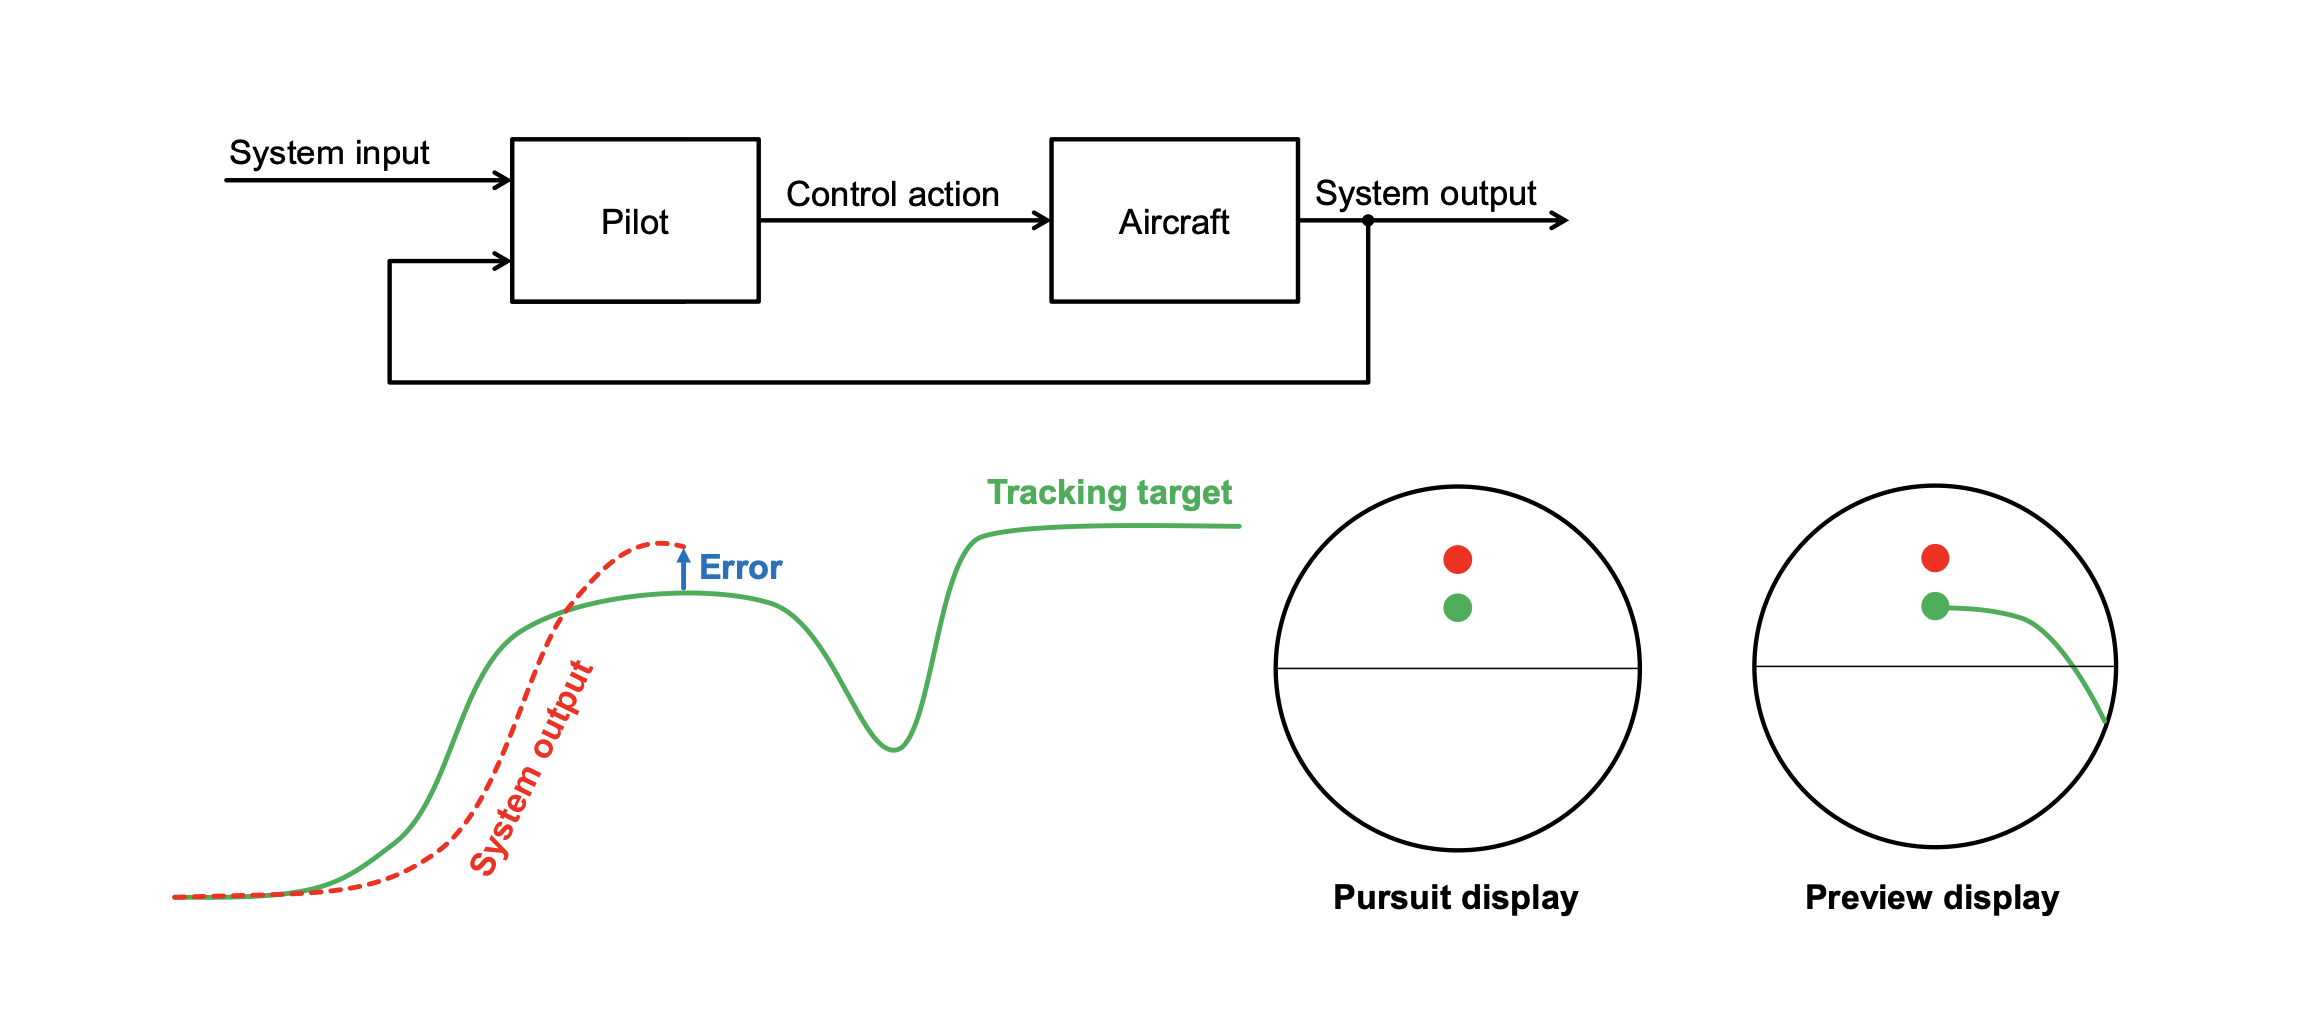 System input
Pilot
Control action
Aircraft
System output
Tracking target
Error
System output
Pursuit display
Preview display